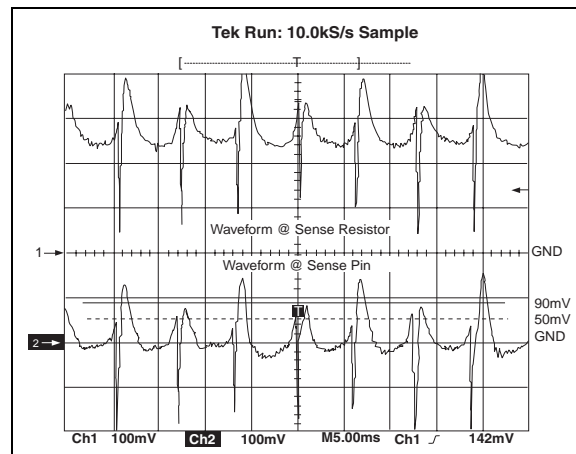 Tek Run: 10.0kS/s Sample
[ T ]
Waveform @ Sense Resistor
1 GND
Waveform @ Sense Pin
90mV
T 50mV
2 GND
Ch1 100mV Ch2 100mV M5.00ms Ch1 142mV